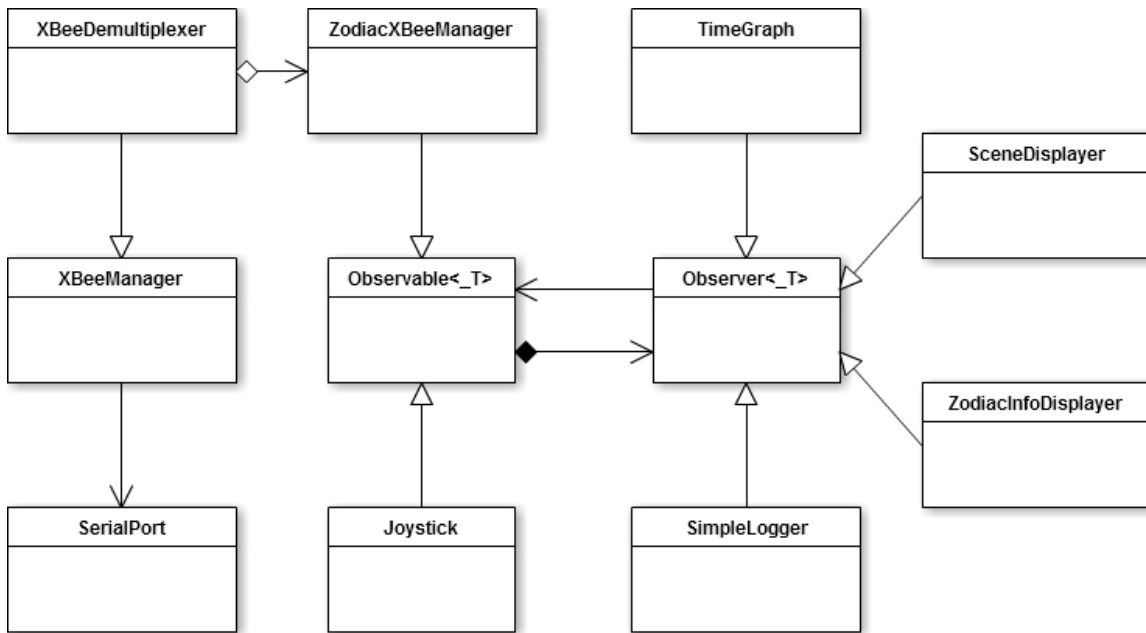 XBeeDemultiplexer
ZodiacXBeeManager
TimeGraph
SceneDisplayer
XBeeManager
Observable<_T>
Observer<_T>
ZodiacInfoDisplayer
SerialPort
Joystick
SimpleLogger